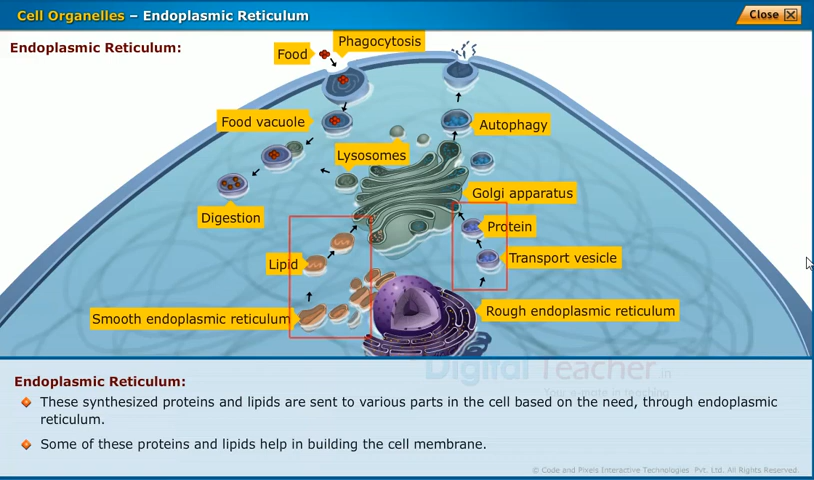 Cell Organelles – Endoplasmic Reticulum
Close
Endoplasmic Reticulum:
Phagocytosis
Food
Food vacuole
Autophagy
Lysosomes
Golgi apparatus
Digestion
Protein
Transport vesicle
Lipid
Smooth endoplasmic reticulum
Rough endoplasmic reticulum
Digital Teacher.in
Endoplasmic Reticulum:
These synthesized proteins and lipids are sent to various parts in the cell based on the need, through endoplasmic
reticulum.
Some of these proteins and lipids help in building the cell membrane.
© Code and Pixels Interactive Technologies Pvt. Ltd. All Rights Reserved.